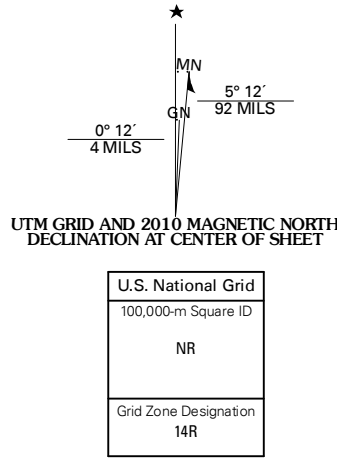 ★
MN
GN
5° 12´
92 MILS
0° 12´
4 MILS
UTM GRID AND 2010 MAGNETIC NORTH
DECLINATION AT CENTER OF SHEET
U.S. National Grid
100,000-m Square ID
NR
Grid Zone Designation
14R